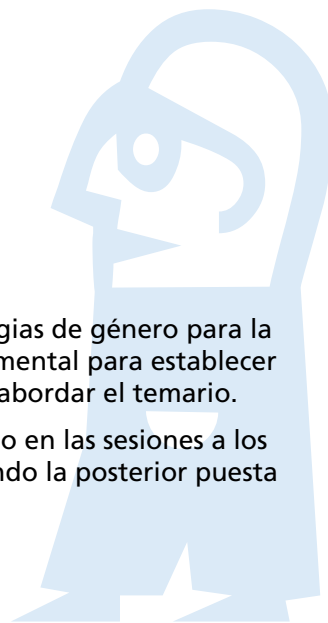 gias de género para la
mental para establecer
abordar el temario.
o en las sesiones a los
ndo la posterior puesta